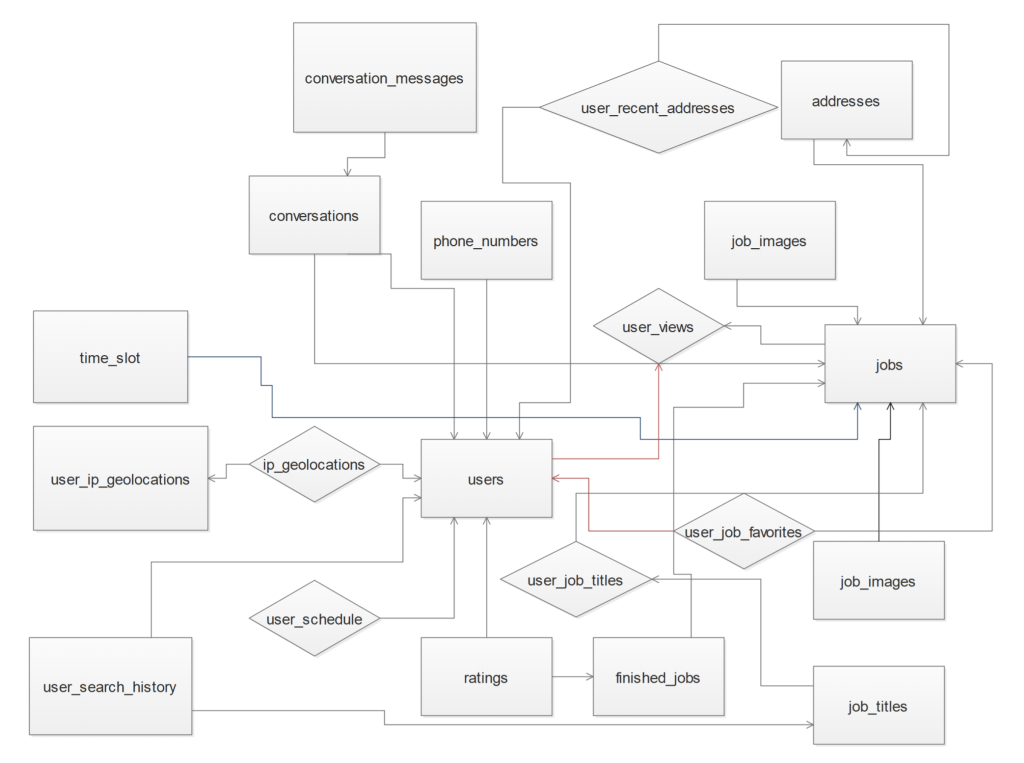 conversation_messages
user_recent_addresses
addresses
conversations
phone_numbers
job_images
user_views
time_slot
jobs
user_ip_geolocations
ip_geolocations
users
user_job_favorites
user_job_titles
job_images
user_schedule
user_search_history
ratings
finished_jobs
job_titles